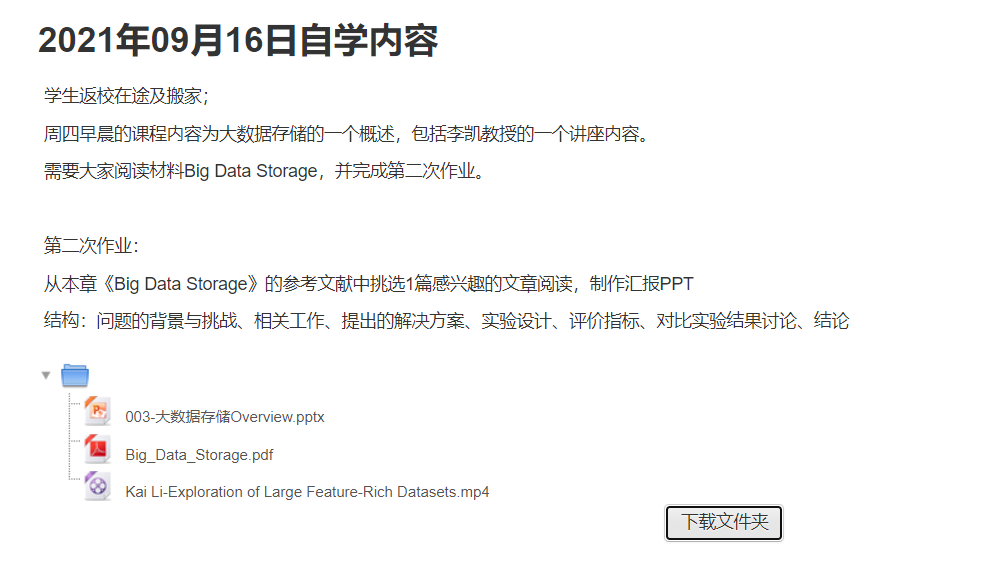 2021年09月16日自学内容
学生返校在途及搬家；
周四早晨的课程内容为大数据存储的一个概述，包括李凯教授的一个讲座内容。
需要大家阅读材料Big Data Storage，并完成第二次作业。
第二次作业：
从本章《Big Data Storage》的参考文献中挑选1篇感兴趣的文章阅读，制作汇报PPT
结构：问题的背景与挑战、相关工作、提出的解决方案、实验设计、评价指标、对比实验结果讨论、结论
003-大数据存储Overview.pptx
Big_Data_Storage.pdf
Kai Li-Exploration of Large Feature-Rich Datasets.mp4
下载文件夹